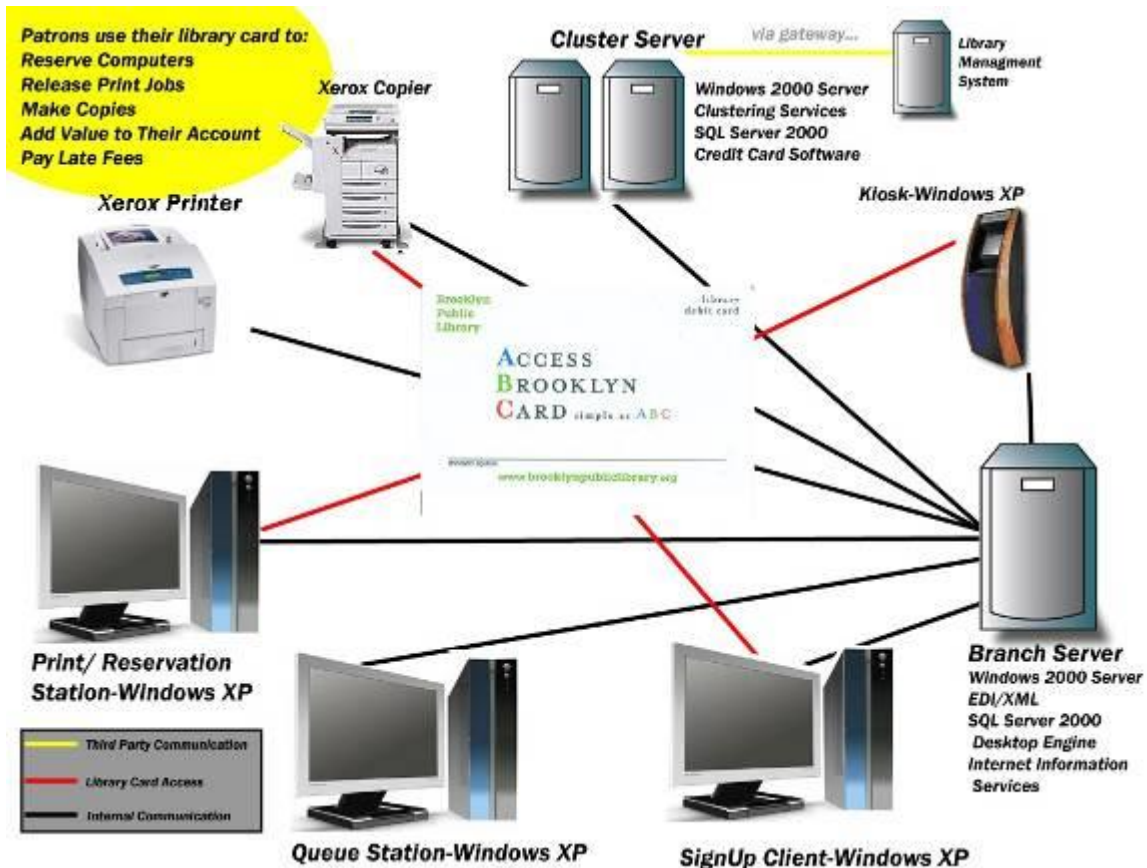 Patrons use their library card to:
Reserve Computers
Release Print Jobs
Make Copies
Add Value to Their Account
Pay Late Fees
Xerox Copier
Xerox Printer
Cluster Server
via gateway...
Library
Managment
System
Windows 2000 Server
Clustering Services
SQL Server 2000
Credit Card Software
Kiosk-Windows XP
Brooklyn
Public
Library
library
debit card
ACCESS
BROOKLYN
CARD simple as ABC
www.brooklynpubliclibrary.org
Print/ Reservation
Station-Windows XP
Branch Server
Windows 2000 Server
EDI/XML
SQL Server 2000
Desktop Engine
Internet Information
Services
Third Party Communication
Library Card Access
Internal Communication
Queue Station-Windows XP
SignUp Client-Windows XP